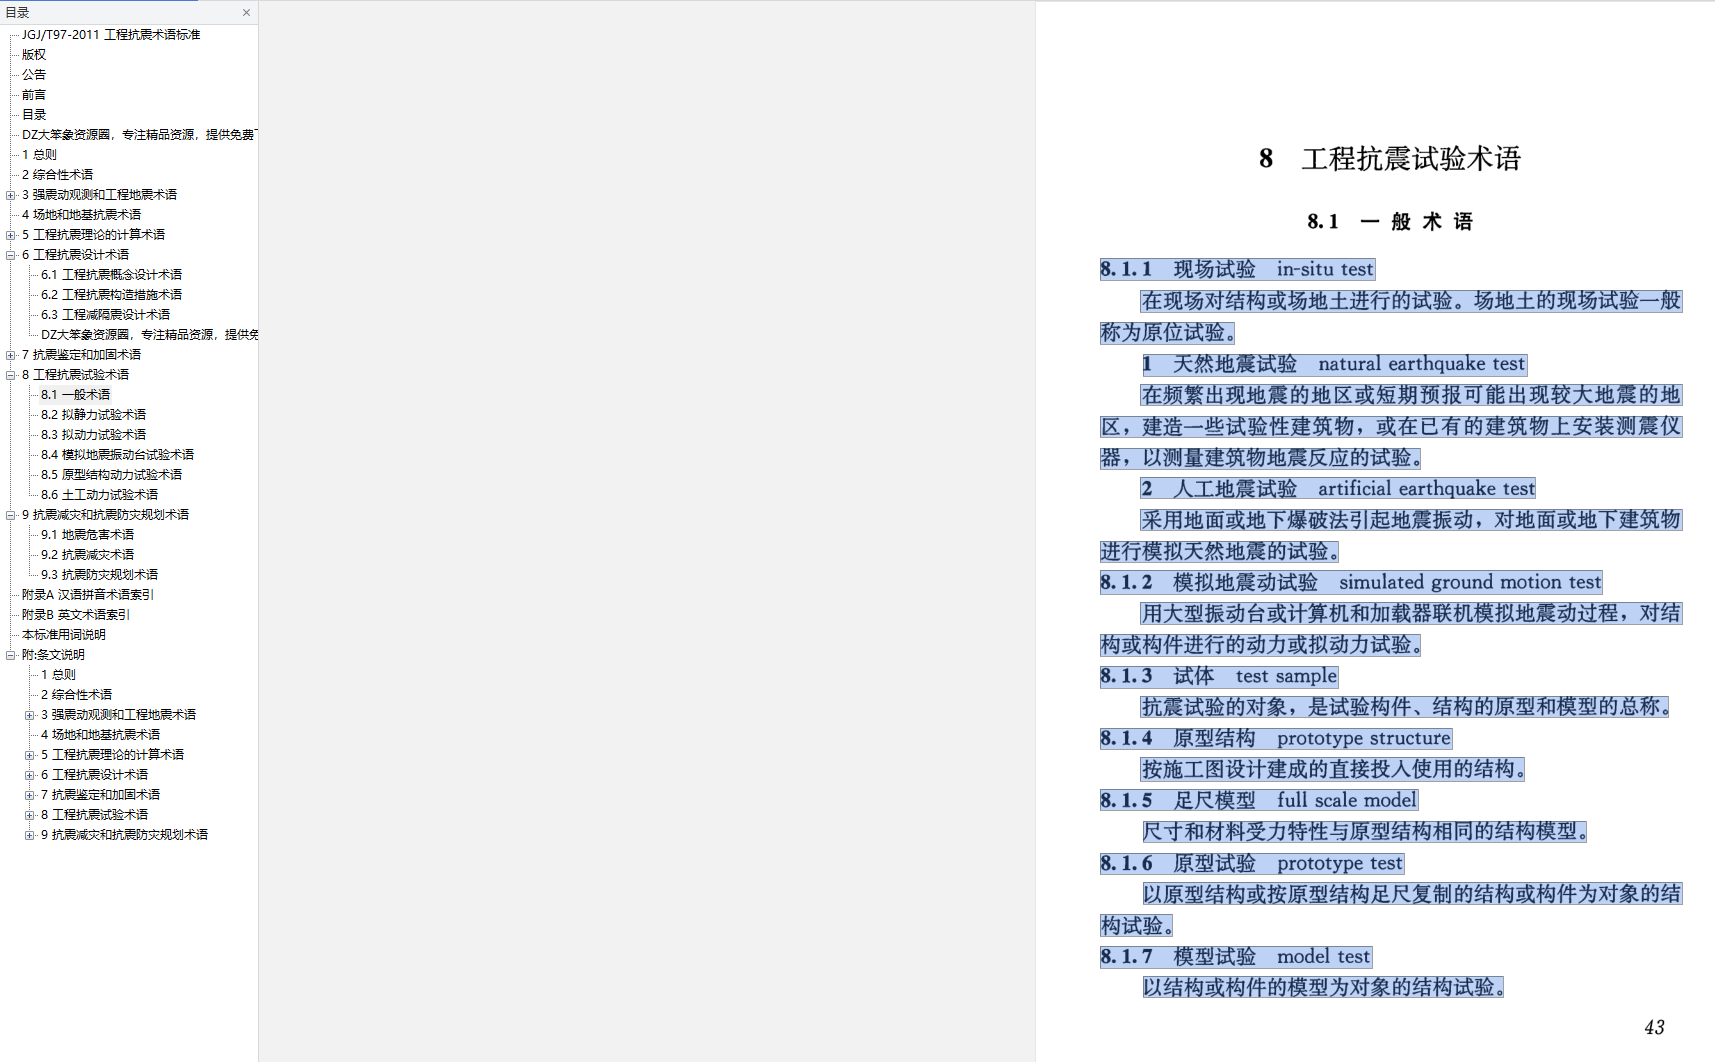 目录
JGJ/T97-2011 工程抗震术语标准
版权
公告
前言
目录
DZ大笨象资源圈，专注精品资源，提供免费
1 总则
2 综合性术语
3 强震动观测和工程地震术语
4 场地和地基抗震术语
5 工程抗震理论的计算术语
6 工程抗震设计术语
6.1 工程抗震概念设计术语
6.2 工程抗震构造措施术语
6.3 工程减隔震设计术语
DZ大笨象资源圈，专注精品资源，提供免
7 抗震鉴定和加固术语
8 工程抗震试验术语
8.1 一般术语
8.2 拟静力试验术语
8.3 拟动力试验术语
8.4 模拟地震振动台试验术语
8.5 原型结构动力试验术语
8.6 土工动力试验术语
9 抗震减灾和抗震防灾规划术语
9.1 地震危害术语
9.2 抗震减灾术语
9.3 抗震防灾规划术语
附录A 汉语拼音术语索引
附录B 英文术语索引
本标准用词说明
附:条文说明
1 总则
2 综合性术语
3 强震动观测和工程地震术语
4 场地和地基抗震术语
5 工程抗震理论的计算术语
6 工程抗震设计术语
7 抗震鉴定和加固术语
8 工程抗震试验术语
9 抗震减灾和抗震防灾规划术语
8 工程抗震试验术语
8.1 一般术语
8.1.1 现场试验 in-situ test
在现场对结构或场地土进行的试验。场地土的现场试验一般
称为原位试验。
1 天然地震试验 natural earthquake test
在频繁出现地震的地区或短期预报可能出现较大地震的地
区，建造一些试验性建筑物，或在已有的建筑物上安装测震仪
器，以测量建筑物地震反应的试验。
2 人工地震试验 artificial earthquake test
采用地面或地下爆破法引起地震振动，对地面或地下建筑物
进行模拟天然地震的试验。
8.1.2 模拟地震动试验 simulated ground motion test
用大型振动台或计算机和加载器联机模拟地震动过程，对结
构或构件进行的动力或拟动力试验。
8.1.3 试体 test sample
抗震试验的对象，是试验构件、结构的原型和模型的总称。
8.1.4 原型结构 prototype structure
按施工图设计建成的直接投入使用的结构。
8.1.5 足尺模型 full scale model
尺寸和材料受力特性与原型结构相同的结构模型。
8.1.6 原型试验 prototype test
以原型结构或按原型结构足尺复制的结构或构件为对象的结
构试验。
8.1.7 模型试验 model test
以结构或构件的模型为对象的结构试验。
43